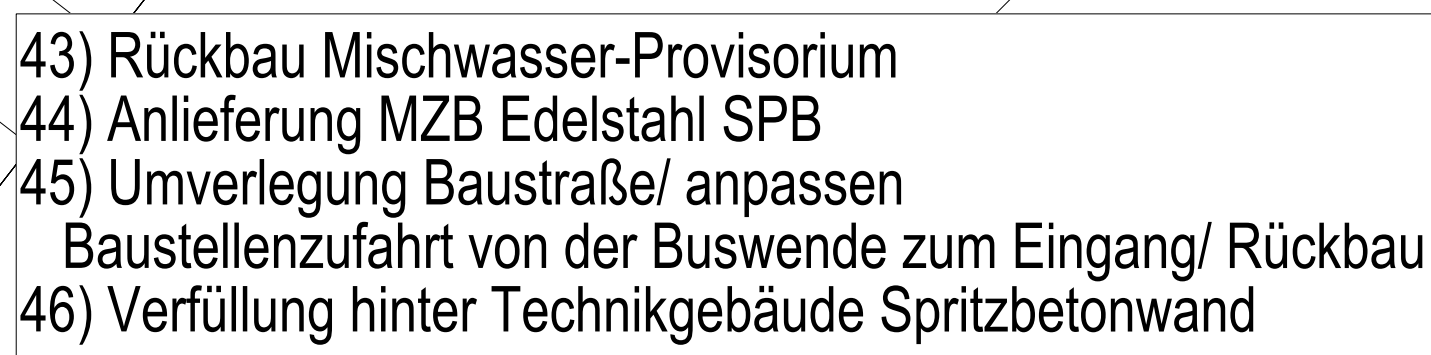 43) Rückbau Mischwasser-Provisorium
44) Anlieferung MZB Edelstahl SPB
45) Umverlegung Baustraße/ anpassen
Baustellenzufahrt von der Buswende zum Eingang/ Rückbau
46) Verfüllung hinter Technikgebäude Spritzbetonwand